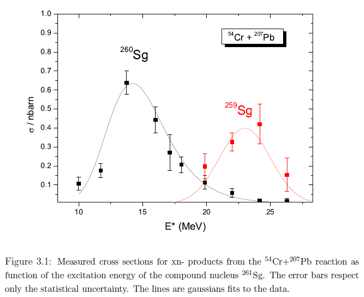 1.0
0.9
0.8
0.7
0.6
0.5
0.4
0.3
0.2
0.1
σ / nbarn
²⁶⁰Sg
⁵⁴Cr + ²⁰⁷Pb
²⁵⁹Sg
10 15 20 25
E* (MeV)
Figure 3.1: Measured cross sections for xn- products from the ⁵⁴Cr+²⁰⁷Pb reaction as
function of the excitation energy of the compound nucleus ²⁶¹Sg. The error bars respect
only the statistical uncertainty. The lines are gaussians fits to the data.